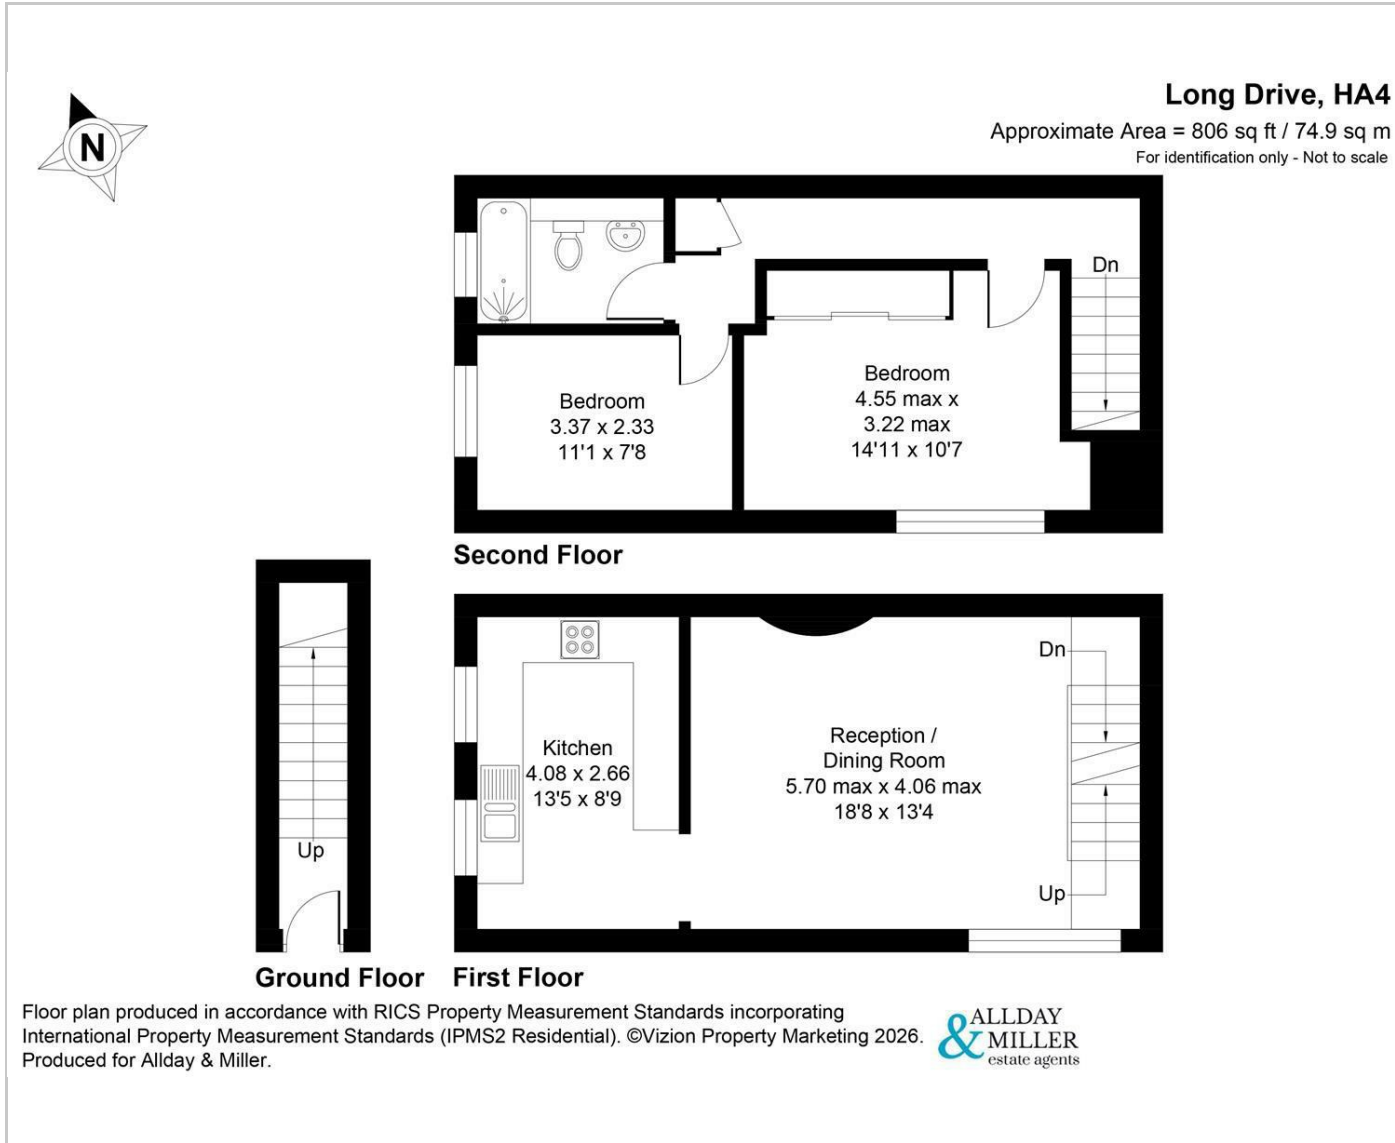 N
Long Drive, HA4
Approximate Area = 806 sq ft / 74.9 sq m
For identification only - Not to scale
Dn
Bedroom
4.55 max x
3.22 max
14'11 x 10'7
Bedroom
3.37 x 2.33
11'1 x 7'8
Second Floor
Kitchen
4.08 x 2.66
13'5 x 8'9
Reception /
Dining Room
5.70 max x 4.06 max
18'8 x 13'4
Dn
Up
Up
Ground Floor
First Floor
Floor plan produced in accordance with RICS Property Measurement Standards incorporating
International Property Measurement Standards (IPMS2 Residential). ©Vizion Property Marketing 2026.
Produced for Allday & Miller.
ALLDAY
& MILLER
estate agents